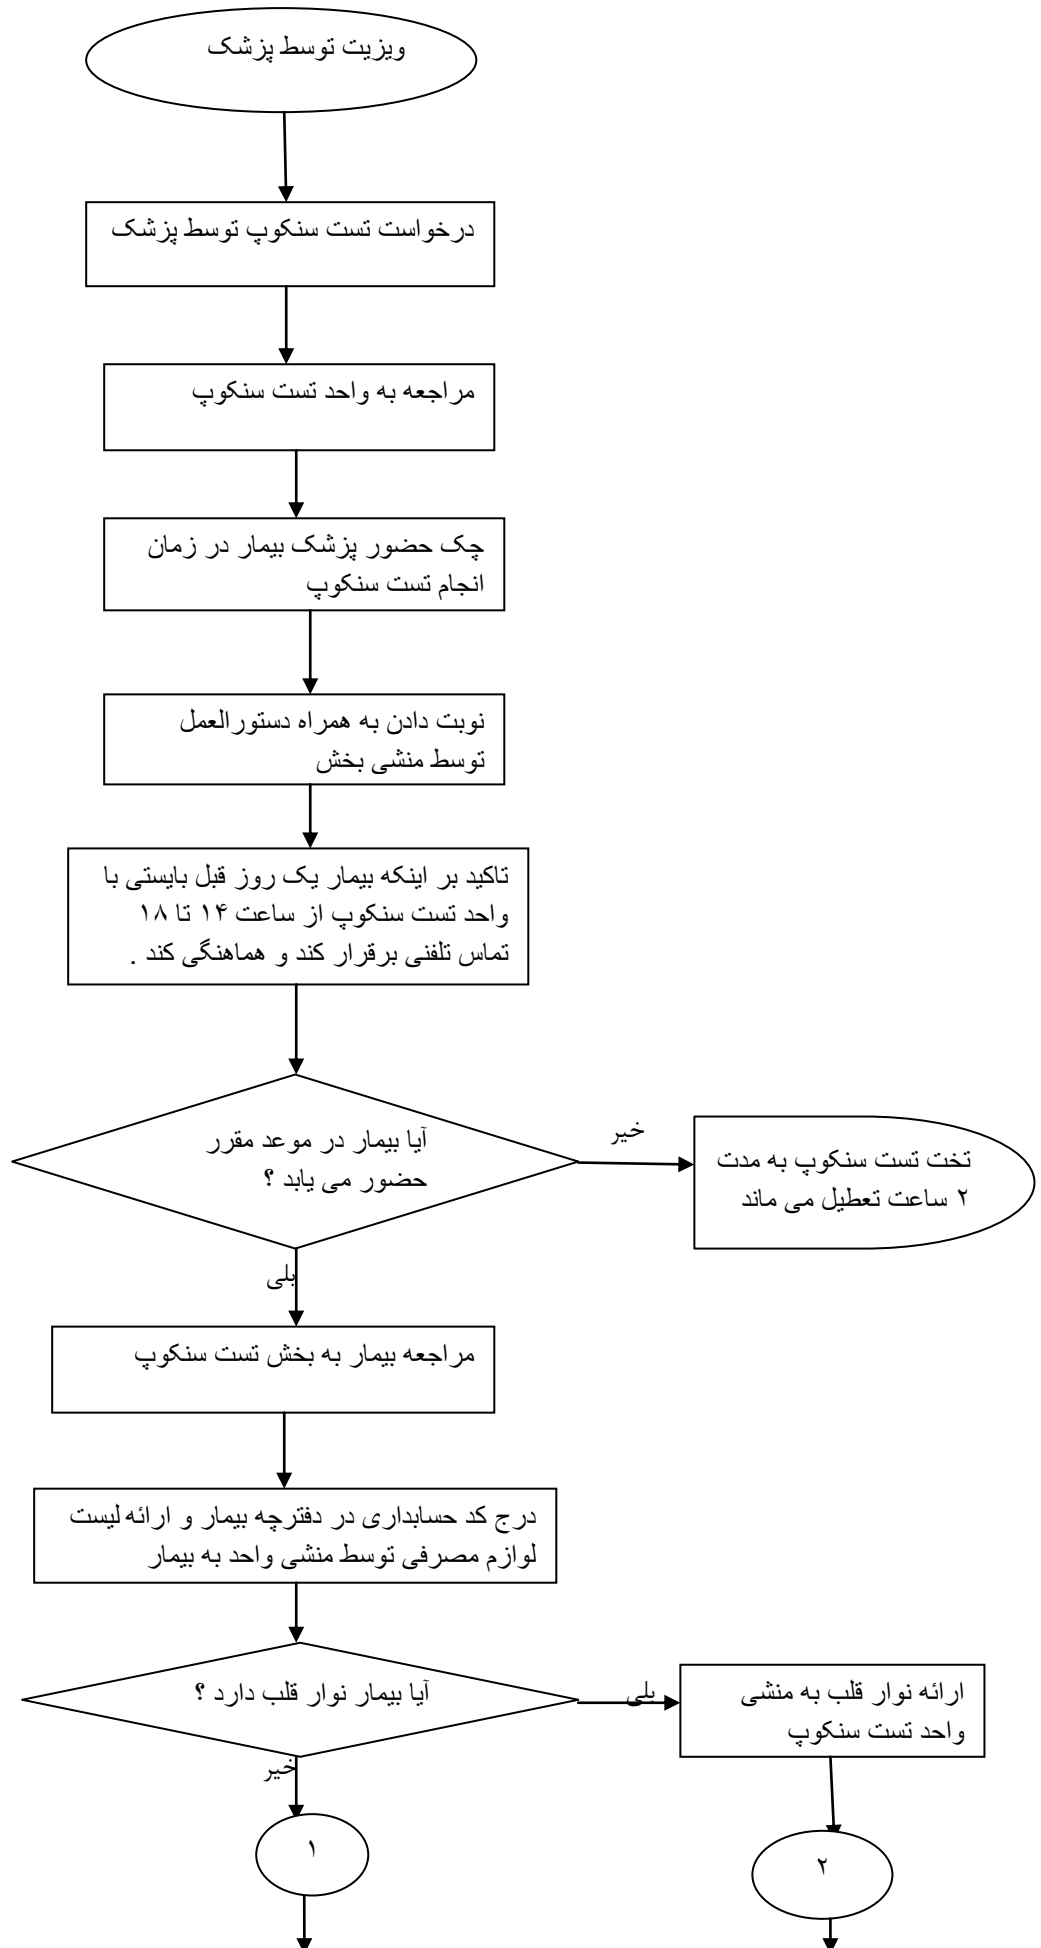 ویزیت توسط پزشک
درخواست تست سنکوپ توسط پزشک
مراجعه به واحد تست سنکوپ
چک حضور پزشک بیمار در زمان
انجام تست سنکوپ
نوبت دادن به همراه دستورالعمل
توسط منشی بخش
تاکید بر اینکه بیمار یک روز قبل بایستی با
واحد تست سنکوپ از ساعت ۱۴ تا ۱۸
تماس تلفنی برقرار کند و هماهنگی کند .
آیا بیمار در موعد مقرر
حضور می یابد ؟
خیر
تخت تست سنکوپ به مدت
۲ ساعت تعطیل می ماند
بلی
مراجعه بیمار به بخش تست سنکوپ
درج کد حسابداری در دفترچه بیمار و ارائه لیست
لوازم مصرفی توسط منشی واحد به بیمار
آیا بیمار نوار قلب دارد ؟
بلی
ارائه نوار قلب به منشی
واحد تست سنکوپ
خیر
۱
۲